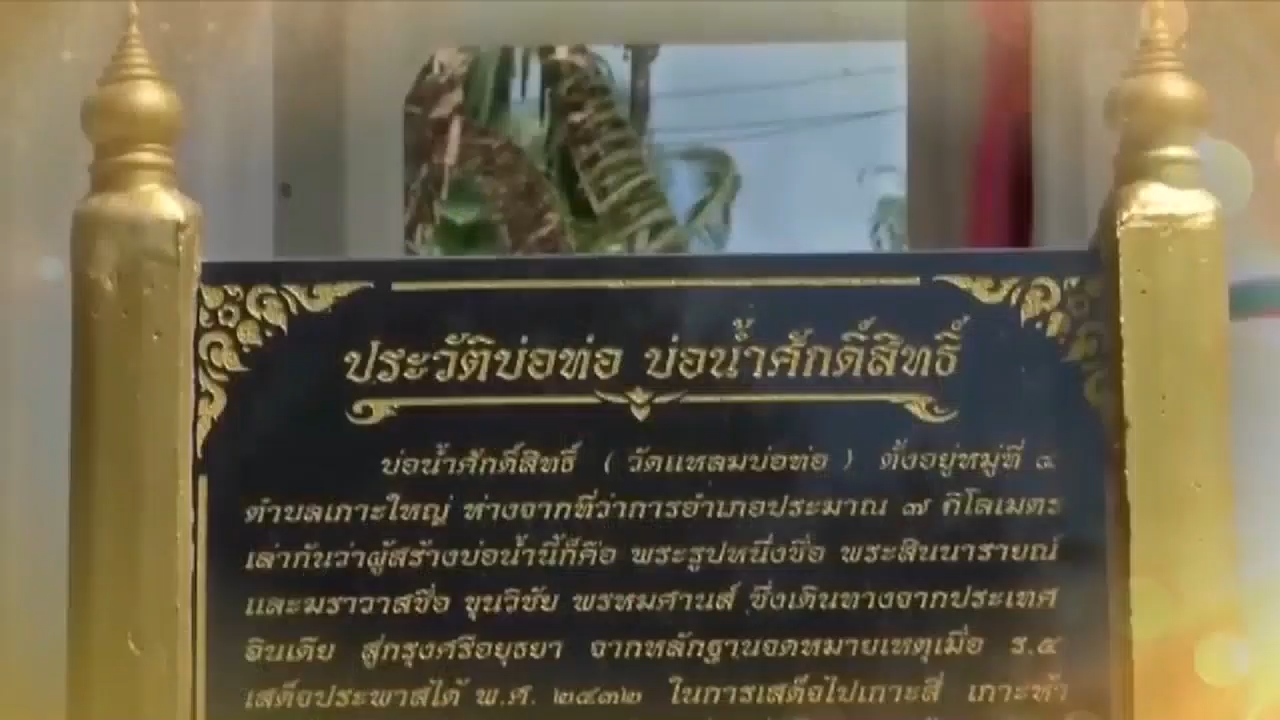 ประวัติบ่อท่อ บ่อน้ำศักดิ์สิทธิ์
บ่อน้ำศักดิ์สิทธิ์ ( วัดแหลมบ่อท่อ ) ตั้งอยู่หมู่ที่ ๔
ตำบลเกาะใหญ่ ห่างจากที่ว่าการอำเภอประมาณ ๗ กิโลเมตร
เล่ากันว่าผู้สร้างบ่อน้ำนี้ก็คือ พระรูปหนึ่งชื่อ พระสินนารายณ์
และฆราวาสชื่อ ขุนวิชัย พรหมศานส์ ซึ่งเดินทางจากประเทศ
อินเดีย สู่กรุงศรีอยุธยา จากหลักฐานจดหมายเหตุเมื่อ ร.๕
เสด็จประพาสใต้ พ.ศ. ๒๔๓๒ ในการเสด็จไปเกาะสี่ เกาะห้า